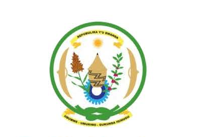 REPUBULIKA Y'U RWANDA
UBUMWE - UMURIMO - GUKUNDA IGIHUGU